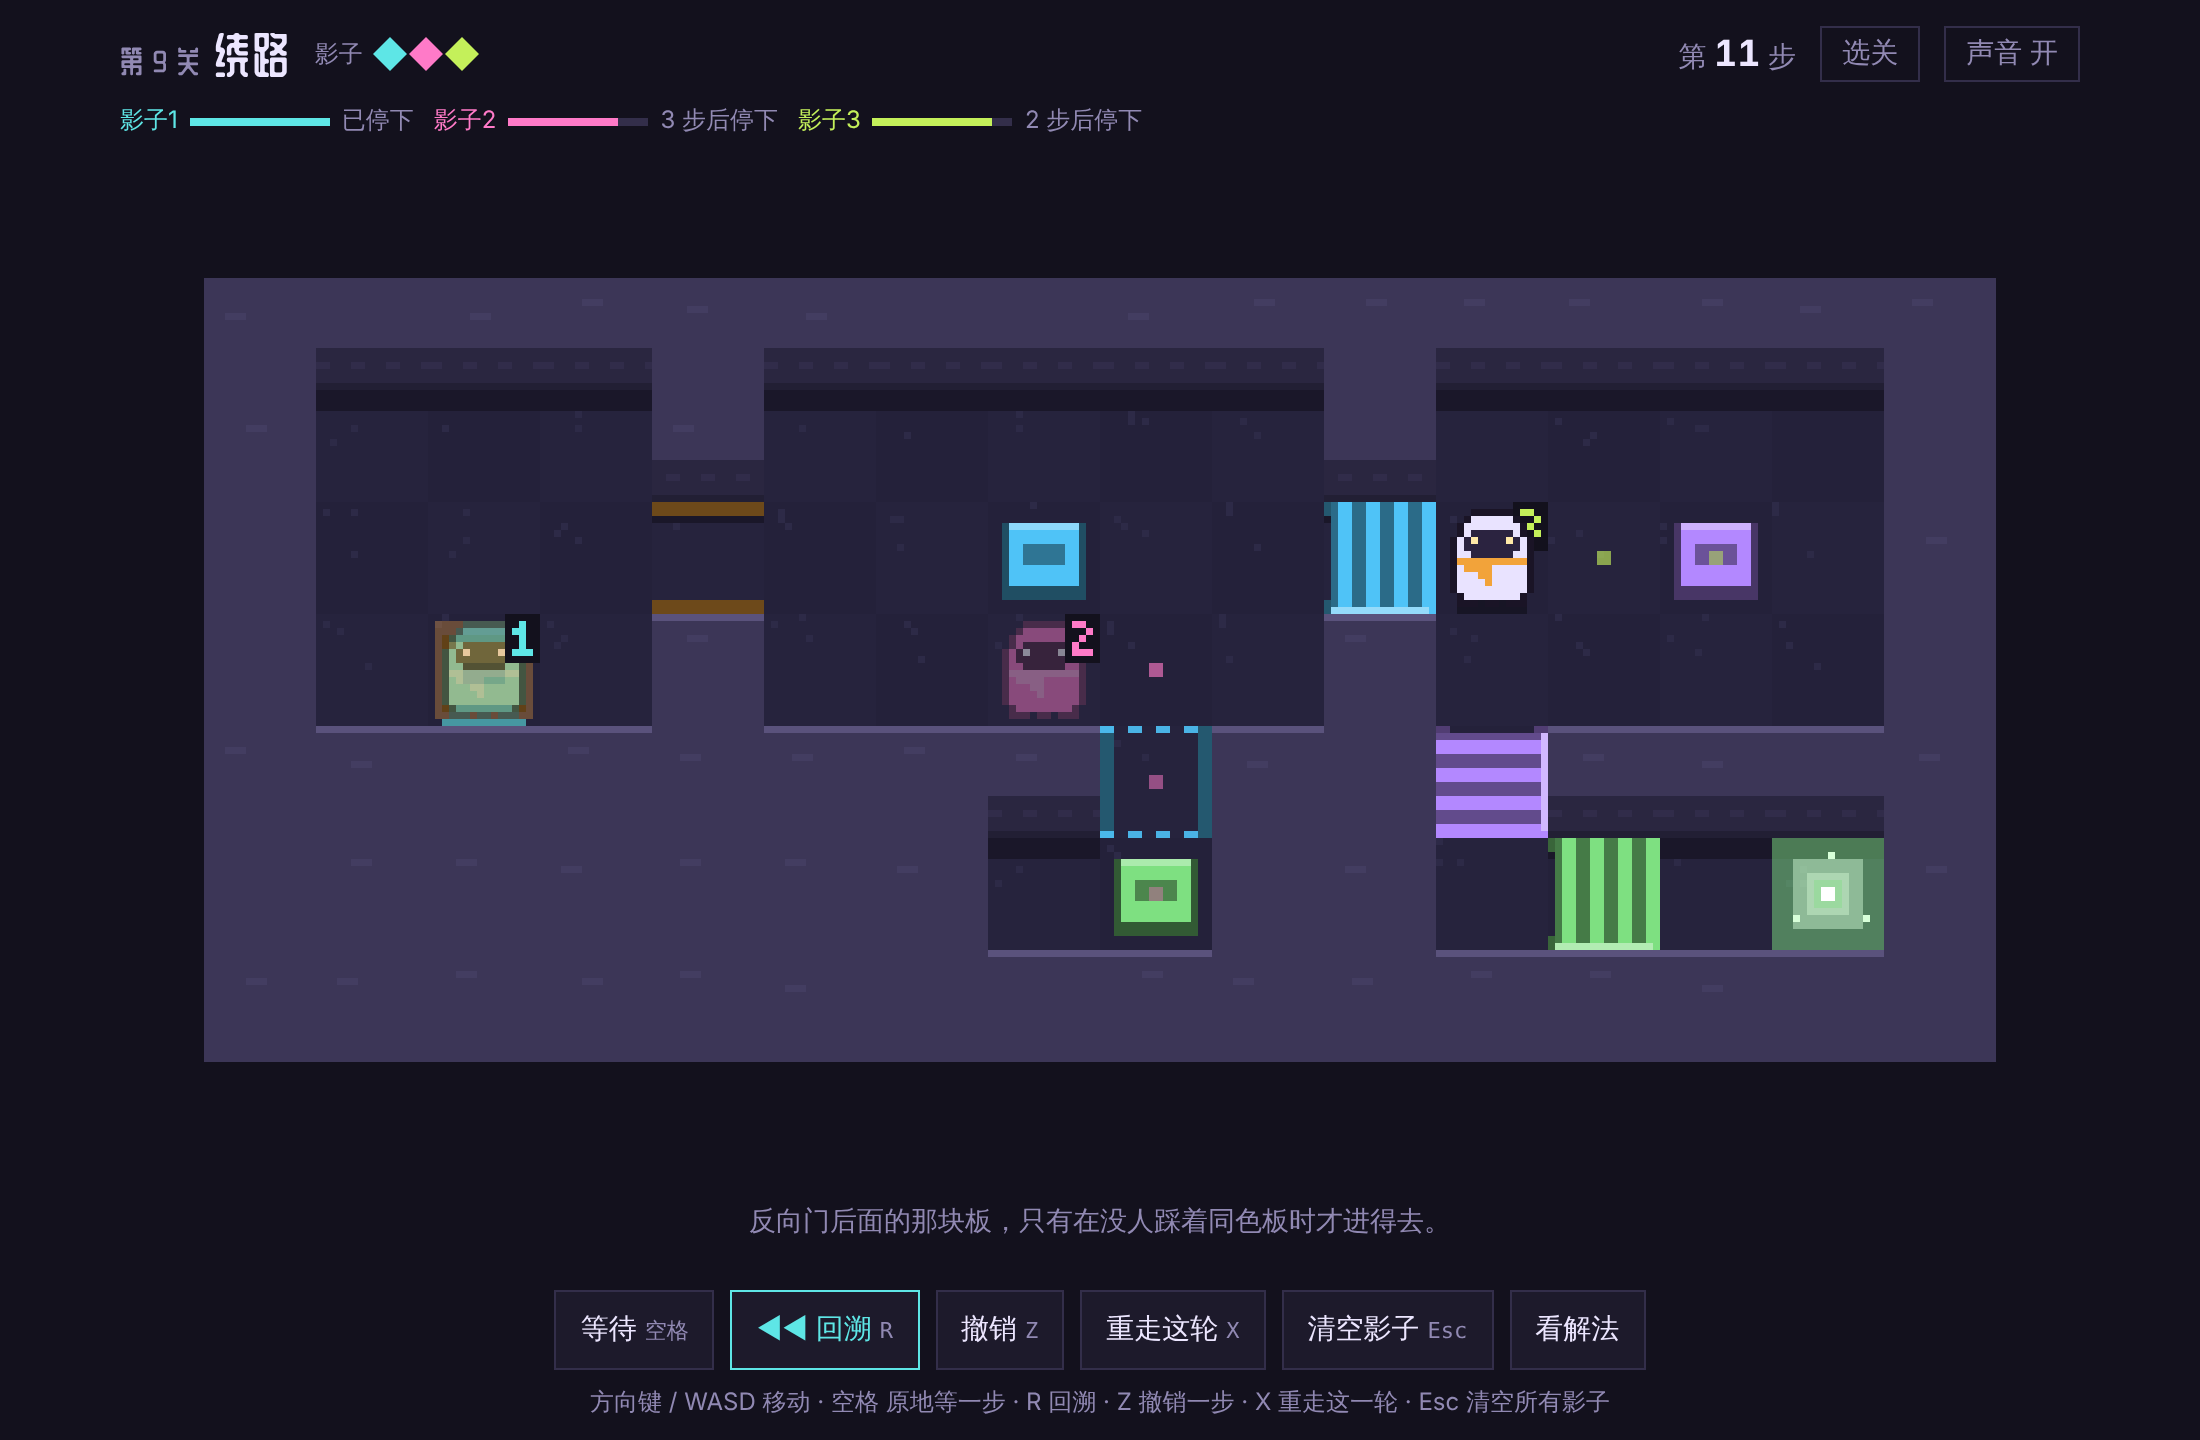 第 9 关 绕路 影子 第 11 步 选关 声音 开
影子1 已停下 影子2 3 步后停下 影子3 2 步后停下
1 2
反向门后面的那块板，只有在没人踩着同色板时才进得去。
等待 空格 ◀◀ 回溯 R 撤销 Z 重走这轮 X 清空影子 Esc 看解法
方向键 / WASD 移动 · 空格 原地等一步 · R 回溯 · Z 撤销一步 · X 重走这一轮 · Esc 清空所有影子